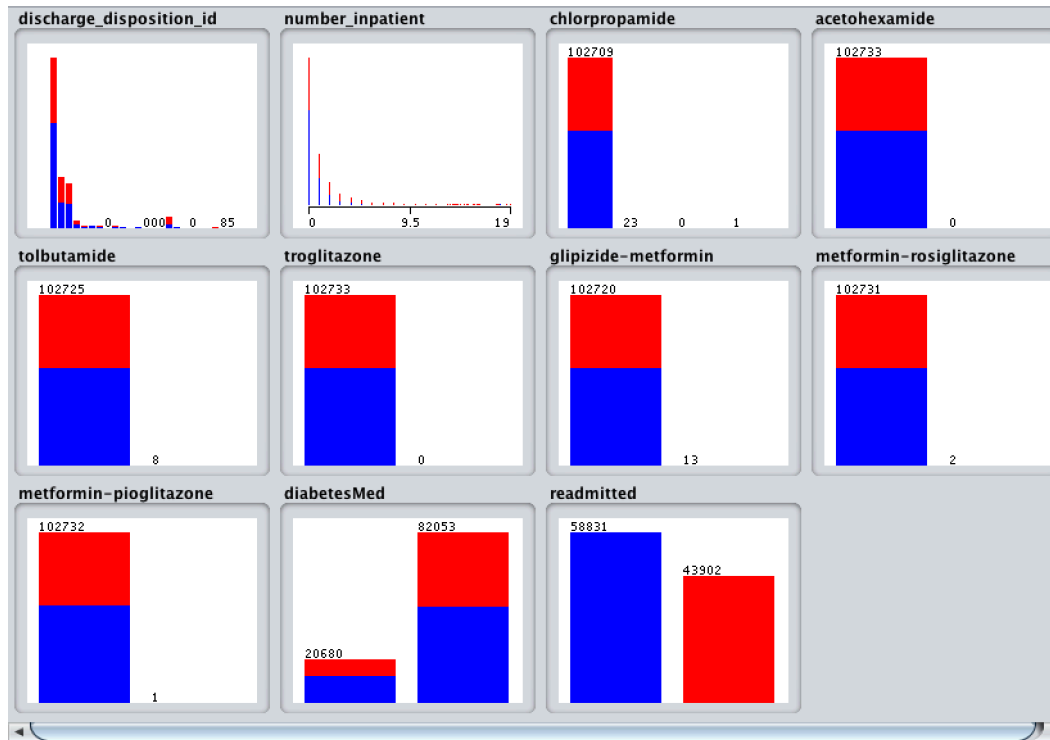 discharge_disposition_id
number_inpatient
chlorpropamide
acetohexamide
0 000 0 85
0 9.5 19
102709
23 0 1
102733
0
tolbutamide
troglitazone
glipizide-metformin
metformin-rosiglitazone
102725
8
102733
0
102720
13
102731
2
metformin-pioglitazone
diabetesMed
readmitted
102732
1
20680
82053
58831
43902